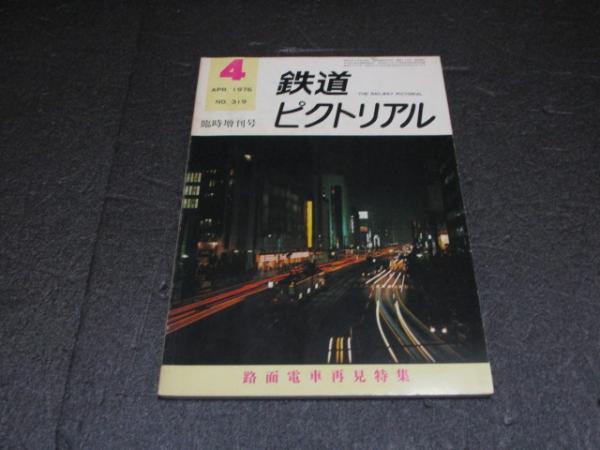 4
APR. 1976
NO. 319
臨時増刊号
鉄道
THE RAILWAY PICTORIAL
ピクトリアル
路面電車再見特集